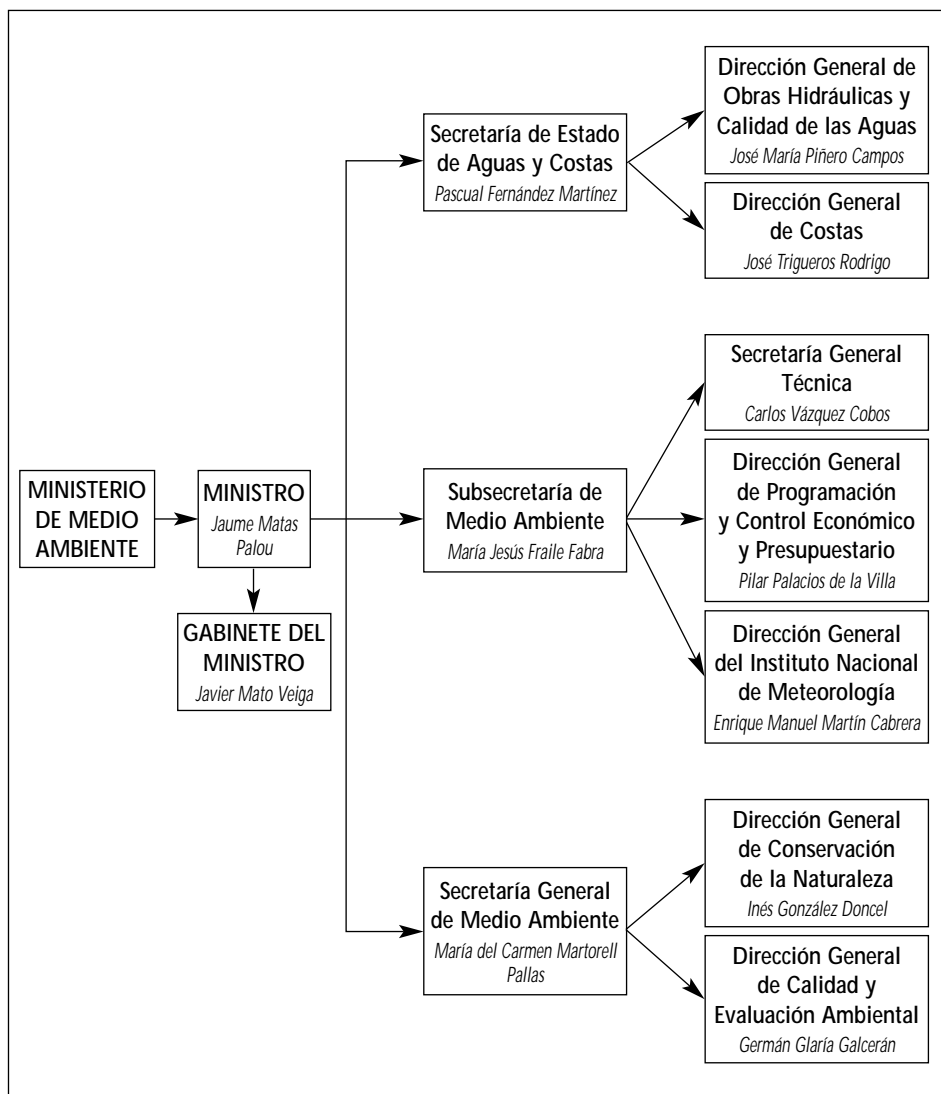 MINISTERIO
DE MEDIO
AMBIENTE
MINISTRO
Jaume Matas
Palou
GABINETE DEL
MINISTRO
Javier Mato Veiga
Secretaría de Estado
de Aguas y Costas
Pascual Fernández Martínez
Dirección General de
Obras Hidráulicas y
Calidad de las Aguas
José María Piñero Campos
Dirección General
de Costas
José Trigueros Rodrigo
Subsecretaría de
Medio Ambiente
María Jesús Fraile Fabra
Secretaría General
Técnica
Carlos Vázquez Cobos
Dirección General
de Programación
y Control Económico
y Presupuestario
Pilar Palacios de la Villa
Dirección General
del Instituto Nacional
de Meteorología
Enrique Manuel Martín Cabrera
Secretaría General
de Medio Ambiente
María del Carmen Martorell
Pallas
Dirección General
de Conservación
de la Naturaleza
Inés González Doncel
Dirección General
de Calidad y
Evaluación Ambiental
Germán Glaría Galcerán